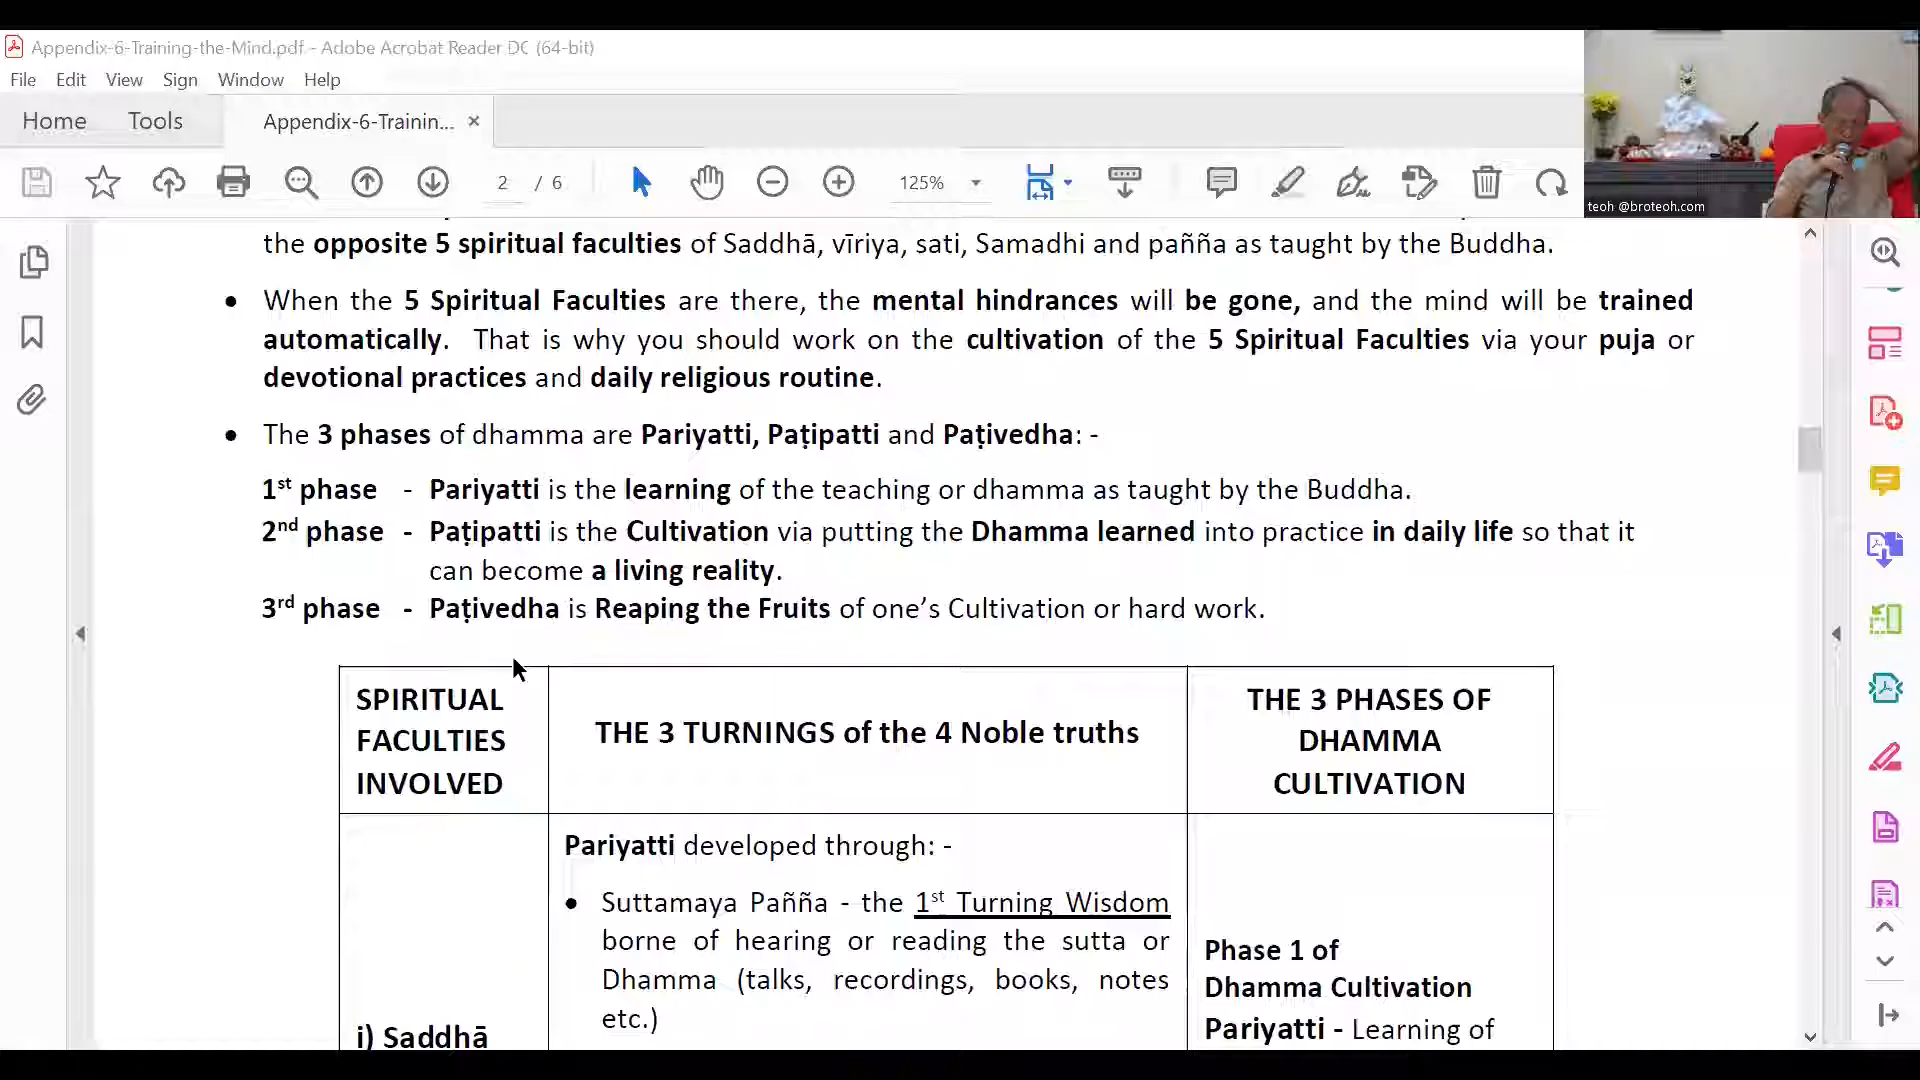 Appendix-6-Training-the-Mind.pdf - Adobe Acrobat Reader DC (64-bit)
File Edit View Sign Window Help
Home Tools Appendix-6-Trainin... ×
2 / 6 125%
teoh @broteoh.com
the opposite 5 spiritual faculties of Saddhā, vīriya, sati, Samadhi and pañña as taught by the Buddha.
• When the 5 Spiritual Faculties are there, the mental hindrances will be gone, and the mind will be trained
automatically. That is why you should work on the cultivation of the 5 Spiritual Faculties via your puja or
devotional practices and daily religious routine.
• The 3 phases of dhamma are Pariyatti, Paṭipatti and Paṭivedha: -
1st phase - Pariyatti is the learning of the teaching or dhamma as taught by the Buddha.
2nd phase - Paṭipatti is the Cultivation via putting the Dhamma learned into practice in daily life so that it
can become a living reality.
3rd phase - Paṭivedha is Reaping the Fruits of one’s Cultivation or hard work.
SPIRITUAL
FACULTIES
INVOLVED
THE 3 TURNINGS of the 4 Noble truths
THE 3 PHASES OF
DHAMMA
CULTIVATION
i) Saddhā
Pariyatti developed through: -
• Suttamaya Pañña - the 1st Turning Wisdom
borne of hearing or reading the sutta or
Dhamma (talks, recordings, books, notes
etc.)
Phase 1 of
Dhamma Cultivation
Pariyatti - Learning of